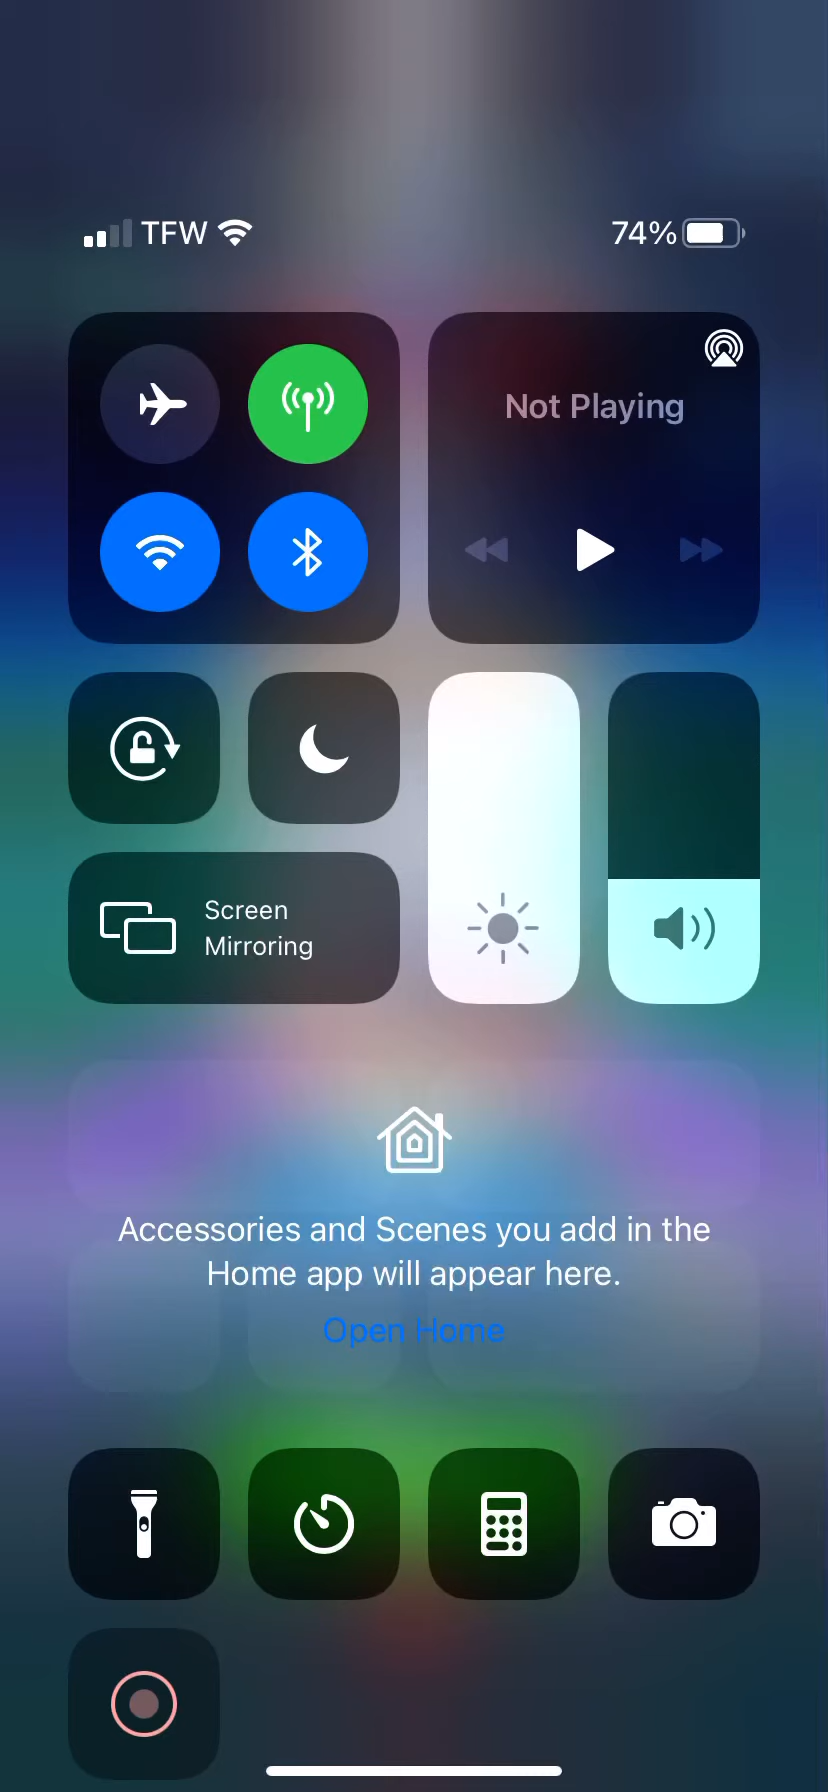 TFW
74%
Not Playing
Screen
Mirroring
Accessories and Scenes you add in the
Home app will appear here.
Open Home